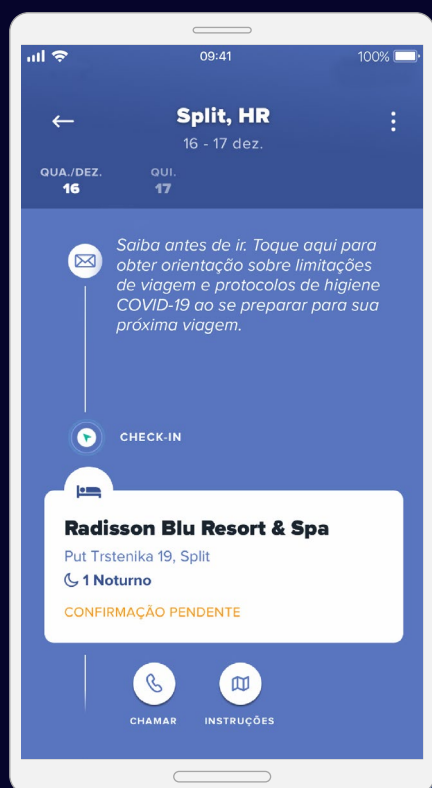 09:41
100%
Split, HR
16 - 17 dez.
QUA./DEZ.
16
QUI.
17
Saiba antes de ir. Toque aqui para
obter orientação sobre limitações
de viagem e protocolos de higiene
COVID-19 ao se preparar para sua
próxima viagem.
CHECK-IN
Radisson Blu Resort & Spa
Put Trstenika 19, Split
1 Noturno
CONFIRMAÇÃO PENDENTE
CHAMAR
INSTRUÇÕES